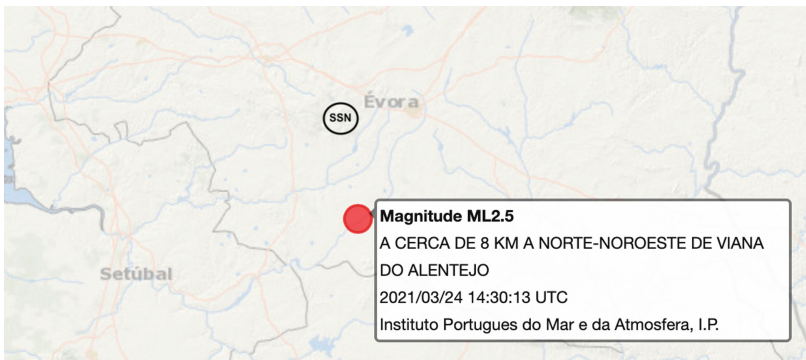 Évora
SSN
Magnitude ML2.5
A CERCA DE 8 KM A NORTE-NOROESTE DE VIANA
DO ALENTEJO
2021/03/24 14:30:13 UTC
Instituto Portugues do Mar e da Atmosfera, I.P.
Setúbal